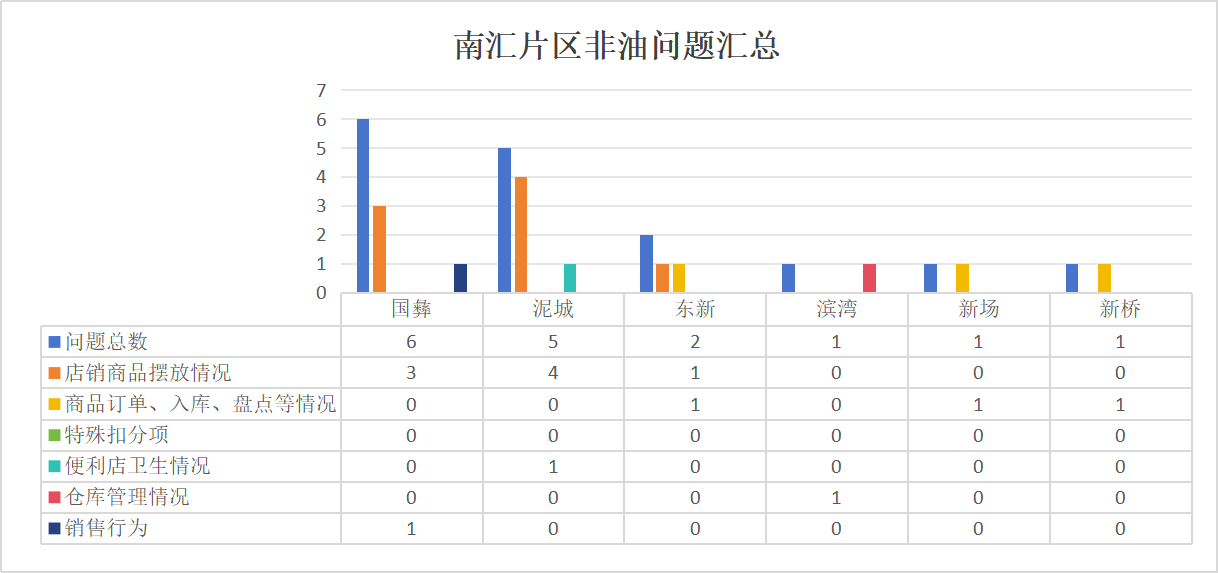 南汇片区非油问题汇总
7
6
5
4
3
2
1
0
国彝 泥城 东新 滨湾 新场 新桥
问题总数 6 5 2 1 1 1
店销商品摆放情况 3 4 1 0 0 0
商品订单、入库、盘点等情况 0 0 1 0 1 1
特殊扣分项 0 0 0 0 0 0
便利店卫生情况 0 1 0 0 0 0
仓库管理情况 0 0 0 1 0 0
销售行为 1 0 0 0 0 0